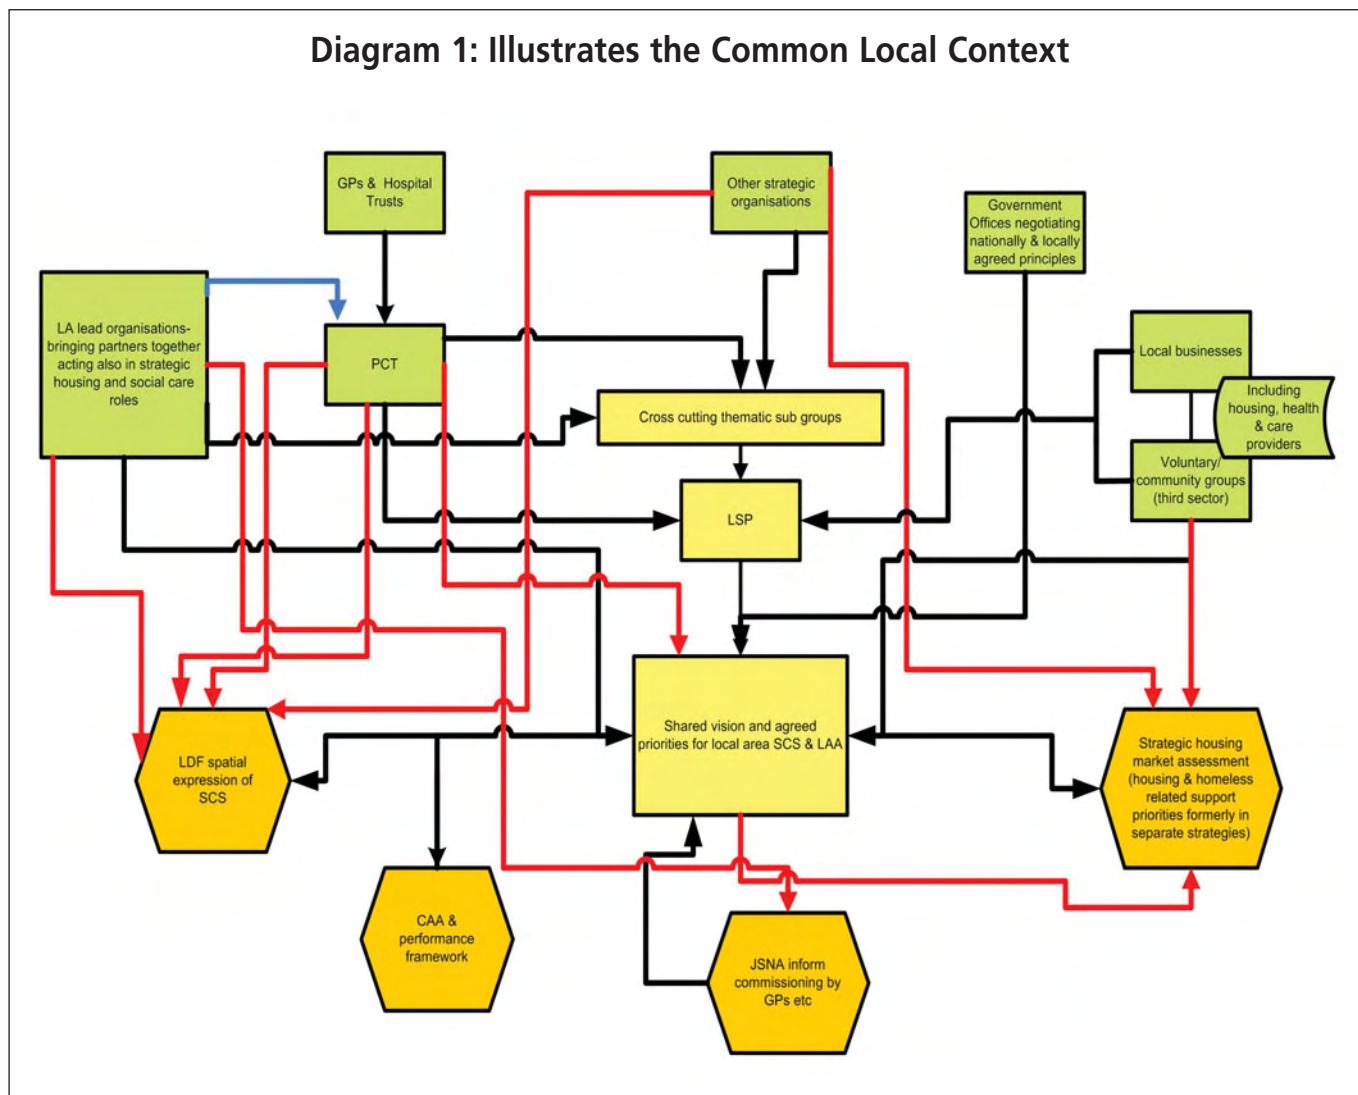 Diagram 1: Illustrates the Common Local Context
GPs & Hospital
Trusts
Other strategic
organisations
Government
Offices negotiating
nationally & locally
agreed principles
LA lead organisations-
bringing partners together
acting also in strategic
housing and social care
roles
PCT
Local businesses
Including
housing, health
& care
providers
Cross cutting thematic sub groups
Voluntary/
community groups
(third sector)
LSP
Shared vision and agreed
priorities for local area SCS & LAA
LDF spatial
expression of
SCS
Strategic housing
market assessment
(housing & homeless
related support
priorities formerly in
separate strategies)
CAA &
performance
framework
JSNA inform
commissioning by
GPs etc